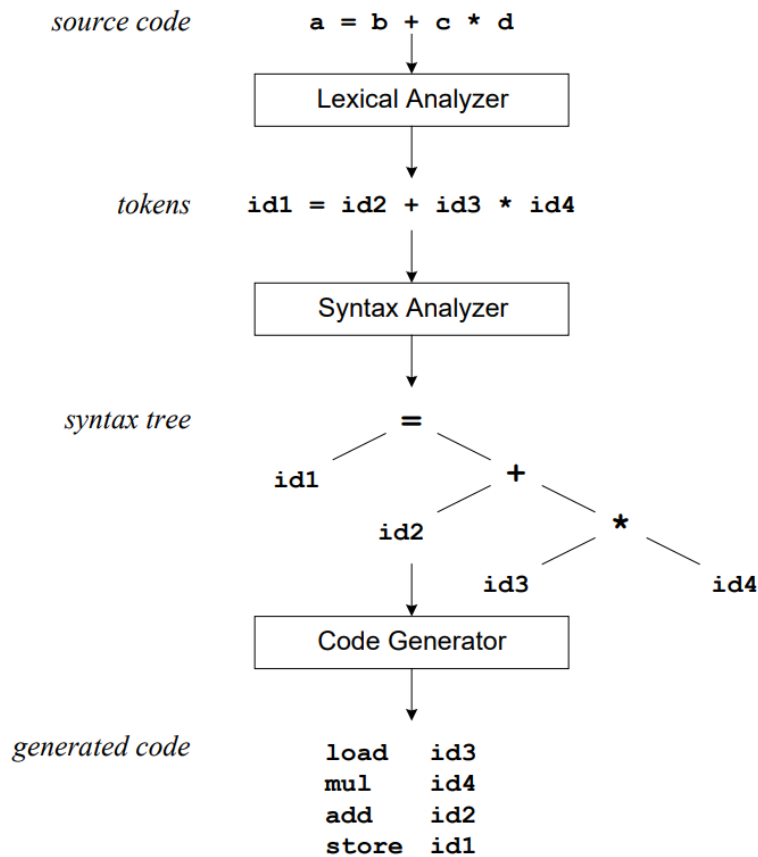 source code a = b + c * d
Lexical Analyzer
tokens id1 = id2 + id3 * id4
Syntax Analyzer
syntax tree =
id1 +
id2 *
id3 id4
Code Generator
generated code load id3
mul id4
add id2
store id1